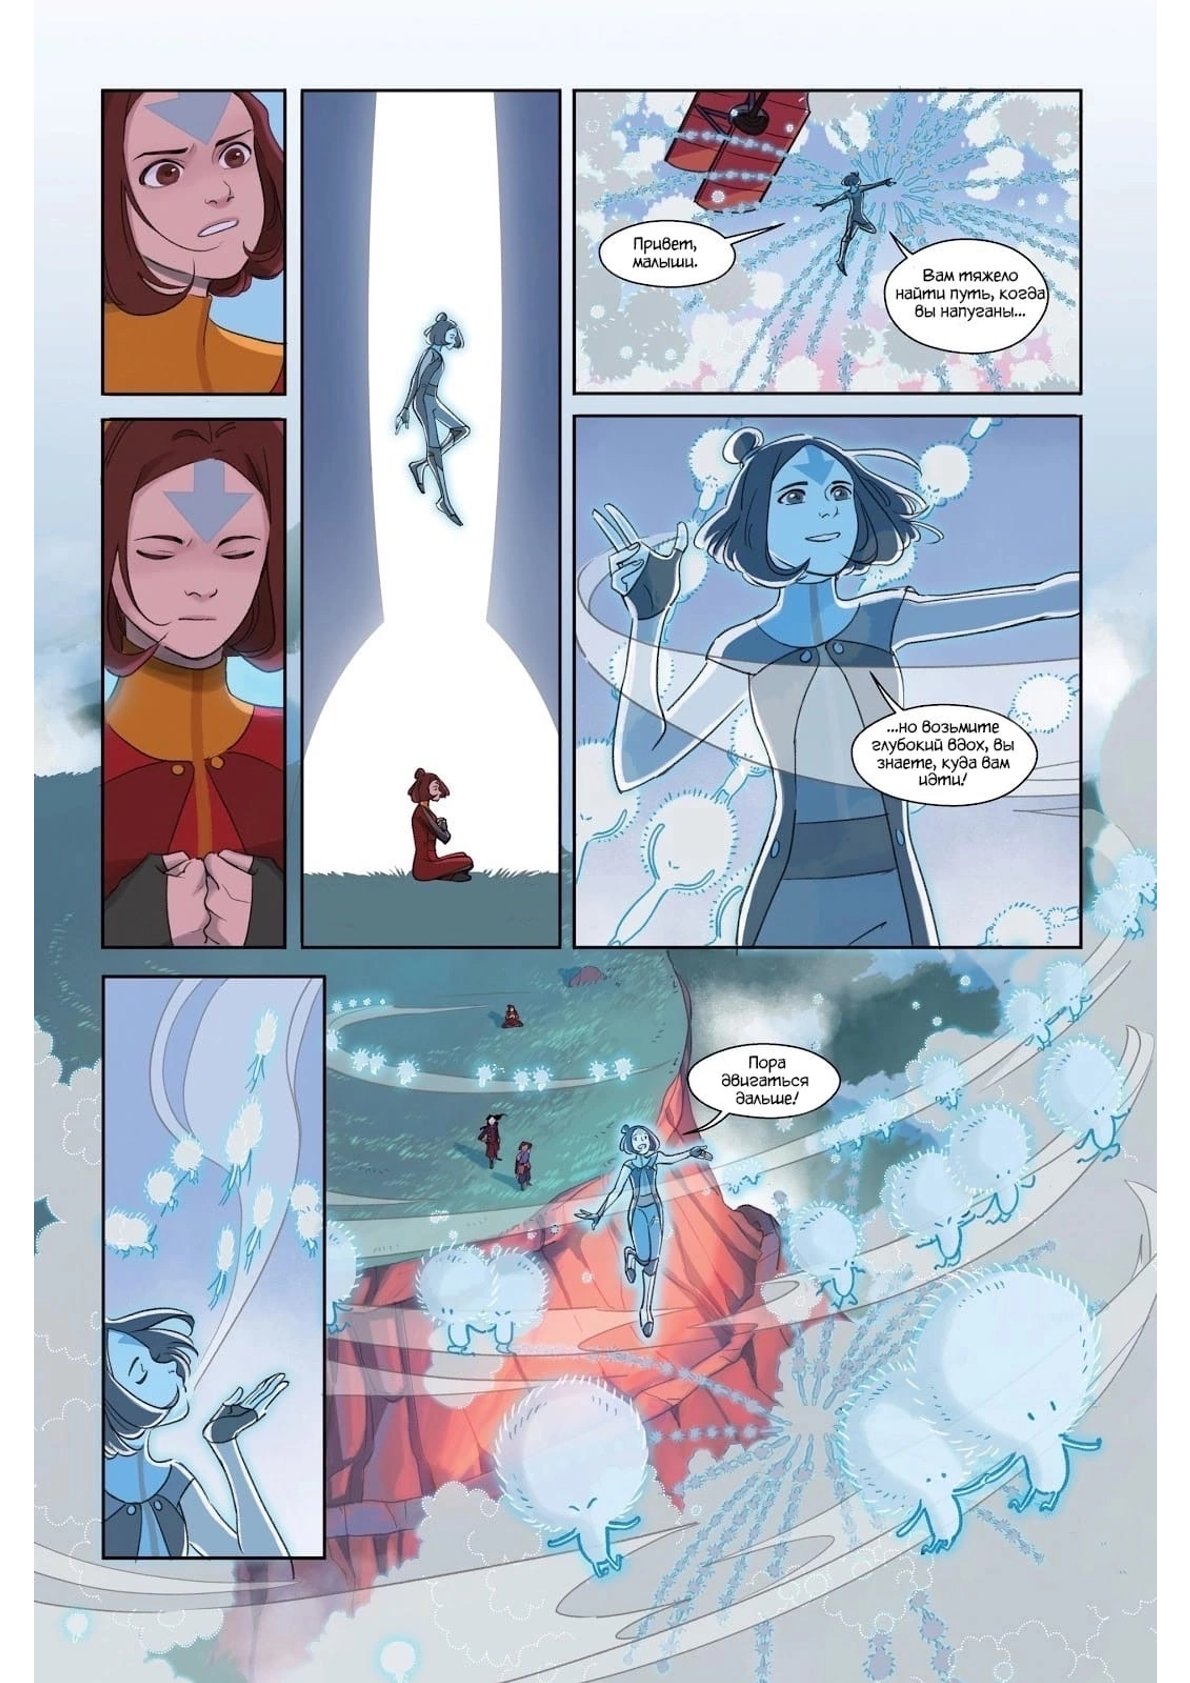 Привет,
малыши.
Вам тяжело
найти путь, когда
вы напуганы...
...но возьмите
глубокий вдох, вы
знаете, куда вам
идти!
Пора
двигаться
дальше!